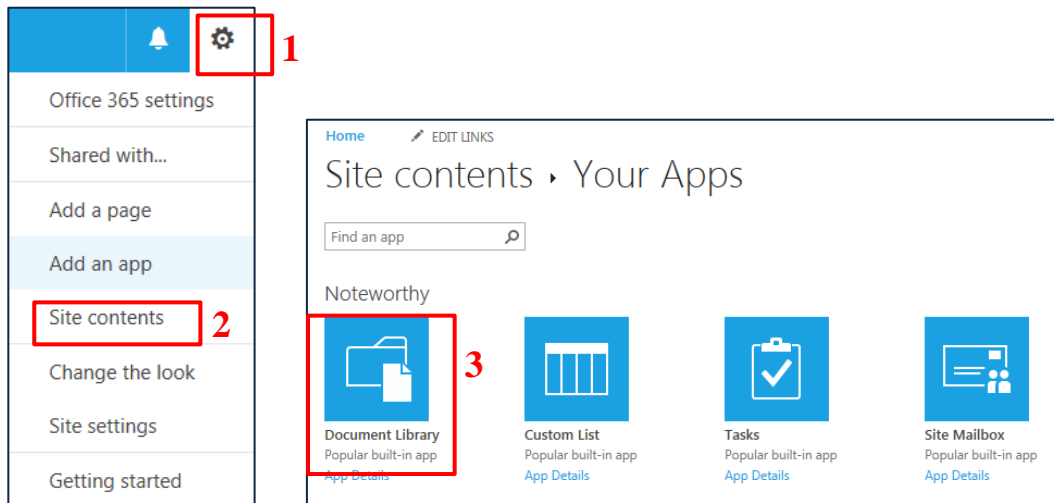 1
Office 365 settings
Shared with...
Add a page
Add an app
Site contents
2
Change the look
Site settings
Getting started
Home EDIT LINKS
Site contents ▸ Your Apps
Find an app
Noteworthy
3
Document Library Custom List Tasks Site Mailbox
Popular built-in app Popular built-in app Popular built-in app Popular built-in app
App Details App Details App Details App Details